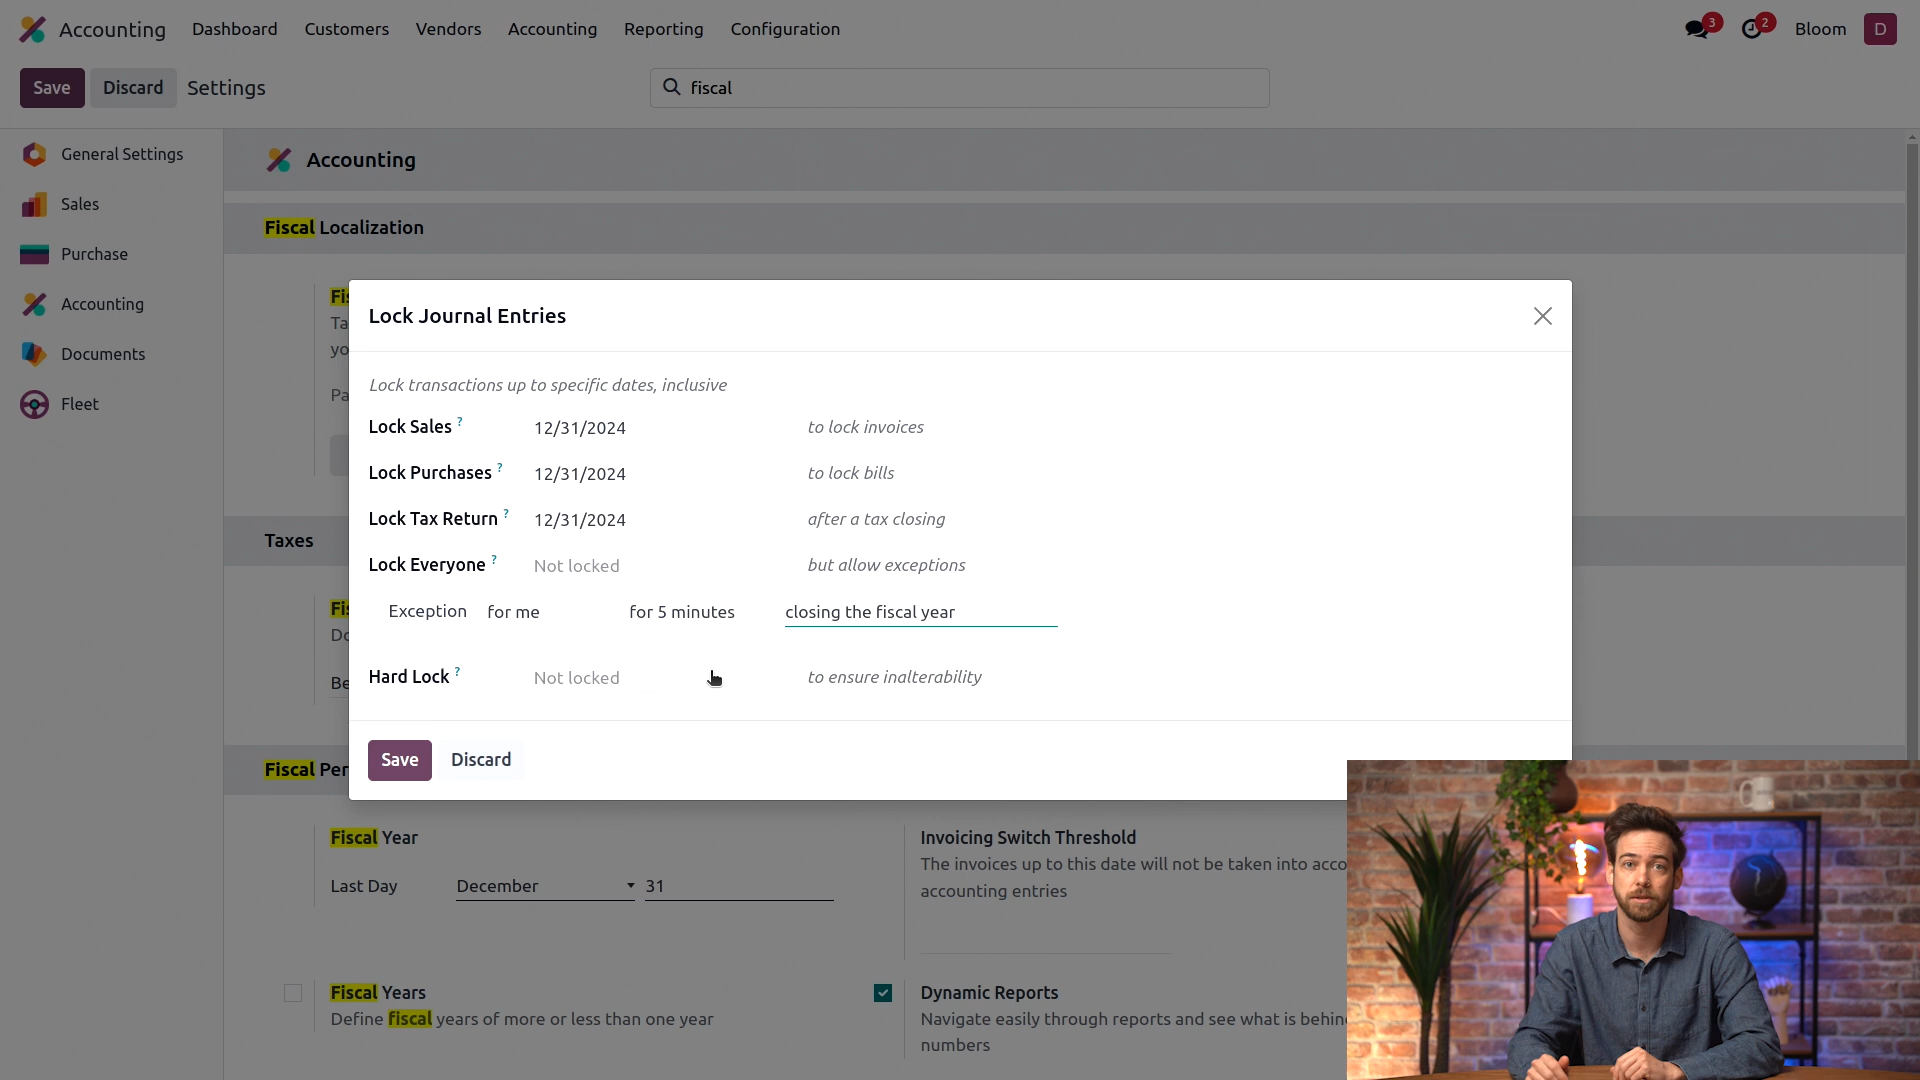 Accounting Dashboard Customers Vendors Accounting Reporting Configuration 3 2 Bloom D
Save Discard Settings fiscal
General Settings
Sales
Purchase
Accounting
Documents
Fleet
Accounting
Fiscal Localization
Lock Journal Entries
Lock transactions up to specific dates, inclusive
Lock Sales ? 12/31/2024 to lock invoices
Lock Purchases ? 12/31/2024 to lock bills
Lock Tax Return ? 12/31/2024 after a tax closing
Lock Everyone ? Not locked but allow exceptions
Exception for me for 5 minutes closing the fiscal year
Hard Lock ? Not locked to ensure inalterability
Save Discard
Taxes
Fiscal Per
Fiscal Year
Last Day December 31
Invoicing Switch Threshold
The invoices up to this date will not be taken into acco
accounting entries
Fiscal Years
Define fiscal years of more or less than one year
Dynamic Reports
Navigate easily through reports and see what is behin
numbers